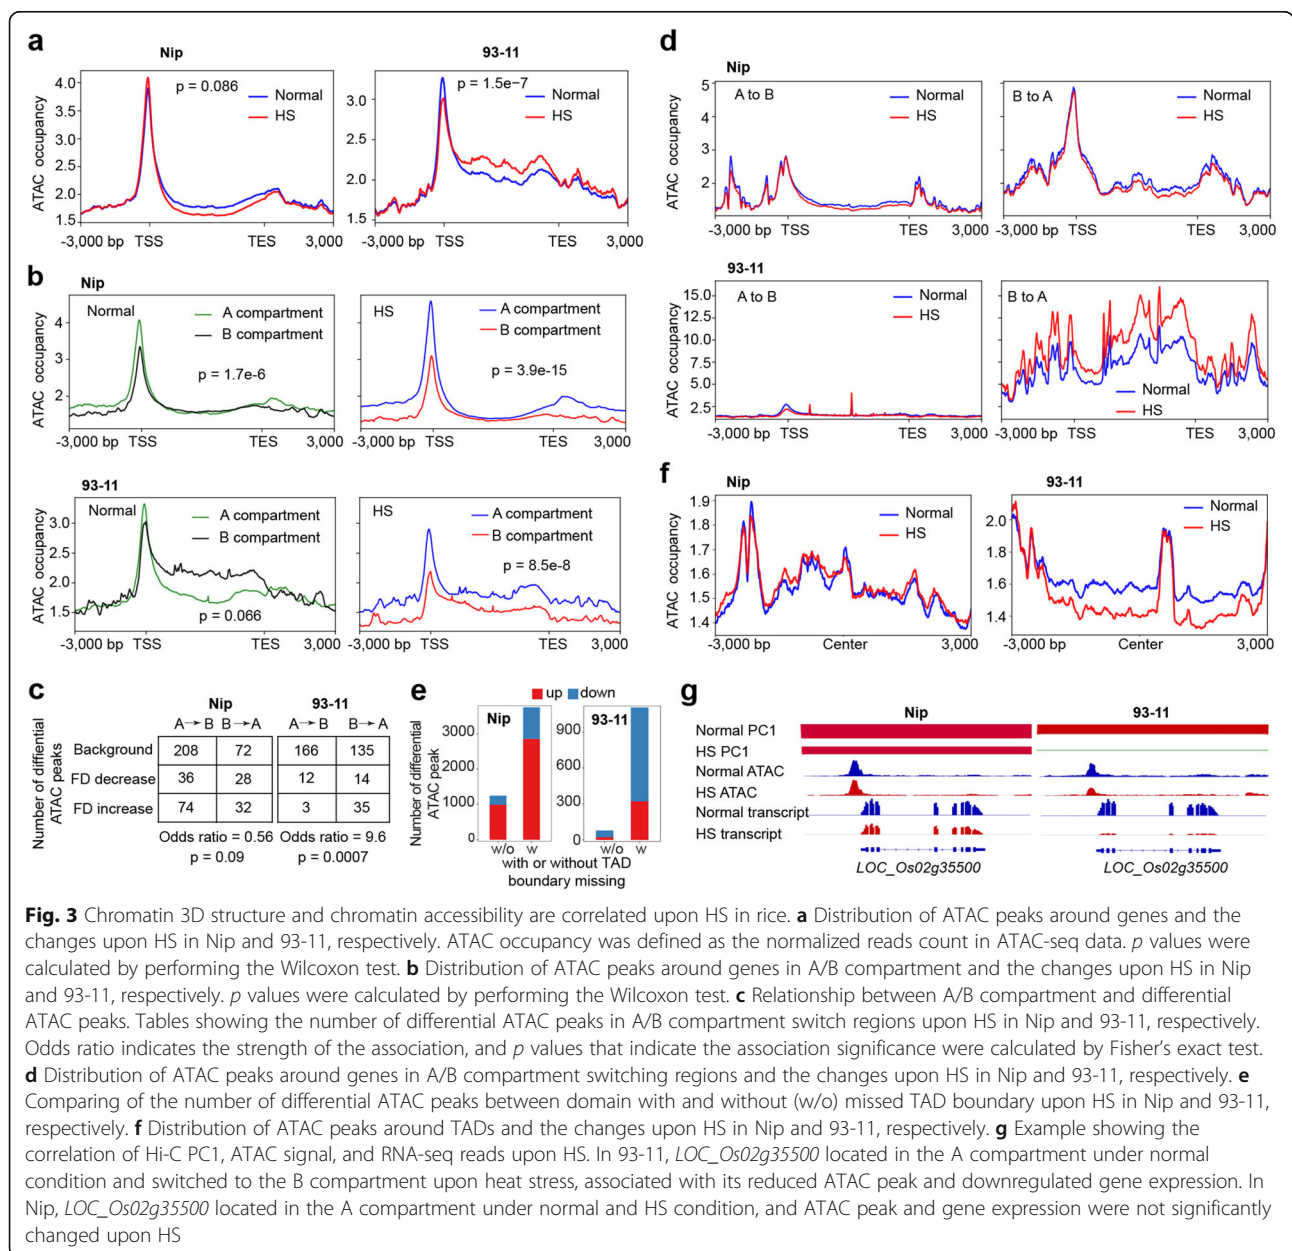 a
Nip
93-11
p = 0.086
Normal
HS
ATAC occupancy
4.0
3.5
3.0
2.5
2.0
1.5
-3,000 bp TSS TES 3,000
p = 1.5e−7
Normal
HS
3.0
2.5
2.0
1.5
-3,000 bp TSS TES 3,000
b
Nip
Normal
A compartment
B compartment
p = 1.7e-6
ATAC occupancy
4
3
2
-3,000 bp TSS TES 3,000
HS
A compartment
B compartment
p = 3.9e-15
-3,000 bp TSS TES 3,000
93-11
Normal
A compartment
B compartment
p = 0.066
ATAC occupancy
3.0
2.5
2.0
1.5
-3,000 bp TSS TES 3,000
HS
A compartment
B compartment
p = 8.5e-8
-3,000 bp TSS TES 3,000
c
Nip 93-11
A→B B→A A→B B→A
Number of diffiential
ATAC peaks
Background 208 72 166 135
FD decrease 36 28 12 14
FD increase 74 32 3 35
Odds ratio = 0.56 Odds ratio = 9.6
p = 0.09 p = 0.0007
d
Nip
A to B
Normal
HS
ATAC occupancy
5
4
3
2
-3,000 bp TSS TES
B to A
Normal
HS
-3,000 bp TSS TES 3,000
93-11
A to B
Normal
HS
ATAC occupancy
15.0
12.5
10.0
7.5
5.0
2.5
-3,000 bp TSS TES
B to A
Normal
HS
-3,000 bp TSS TES 3,000
e
up down
Nip 93-11
Number of differential
ATAC peak
3000
2000
1000
0
900
600
300
0
w/o w w/o w
with or without TAD
boundary missing
f
Nip
Normal
HS
ATAC occupancy
1.9
1.8
1.7
1.6
1.5
1.4
-3,000 bp Center 3,000
93-11
Normal
HS
2.0
1.8
1.6
1.4
-3,000 bp Center 3,000
g
Nip 93-11
Normal PC1
HS PC1
Normal ATAC
HS ATAC
Normal transcript
HS transcript
LOC_Os02g35500 LOC_Os02g35500
Fig. 3 Chromatin 3D structure and chromatin accessibility are correlated upon HS in rice. a Distribution of ATAC peaks around genes and the
changes upon HS in Nip and 93-11, respectively. ATAC occupancy was defined as the normalized reads count in ATAC-seq data. p values were
calculated by performing the Wilcoxon test. b Distribution of ATAC peaks around genes in A/B compartment and the changes upon HS in Nip
and 93-11, respectively. p values were calculated by performing the Wilcoxon test. c Relationship between A/B compartment and differential
ATAC peaks. Tables showing the number of differential ATAC peaks in A/B compartment switch regions upon HS in Nip and 93-11, respectively.
Odds ratio indicates the strength of the association, and p values that indicate the association significance were calculated by Fisher's exact test.
d Distribution of ATAC peaks around genes in A/B compartment switching regions and the changes upon HS in Nip and 93-11, respectively. e
Comparing of the number of differential ATAC peaks between domain with and without (w/o) missed TAD boundary upon HS in Nip and 93-11,
respectively. f Distribution of ATAC peaks around TADs and the changes upon HS in Nip and 93-11, respectively. g Example showing the
correlation of Hi-C PC1, ATAC signal, and RNA-seq reads upon HS. In 93-11, LOC_Os02g35500 located in the A compartment under normal
condition and switched to the B compartment upon heat stress, associated with its reduced ATAC peak and downregulated gene expression. In
Nip, LOC_Os02g35500 located in the A compartment under normal and HS condition, and ATAC peak and gene expression were not significantly
changed upon HS